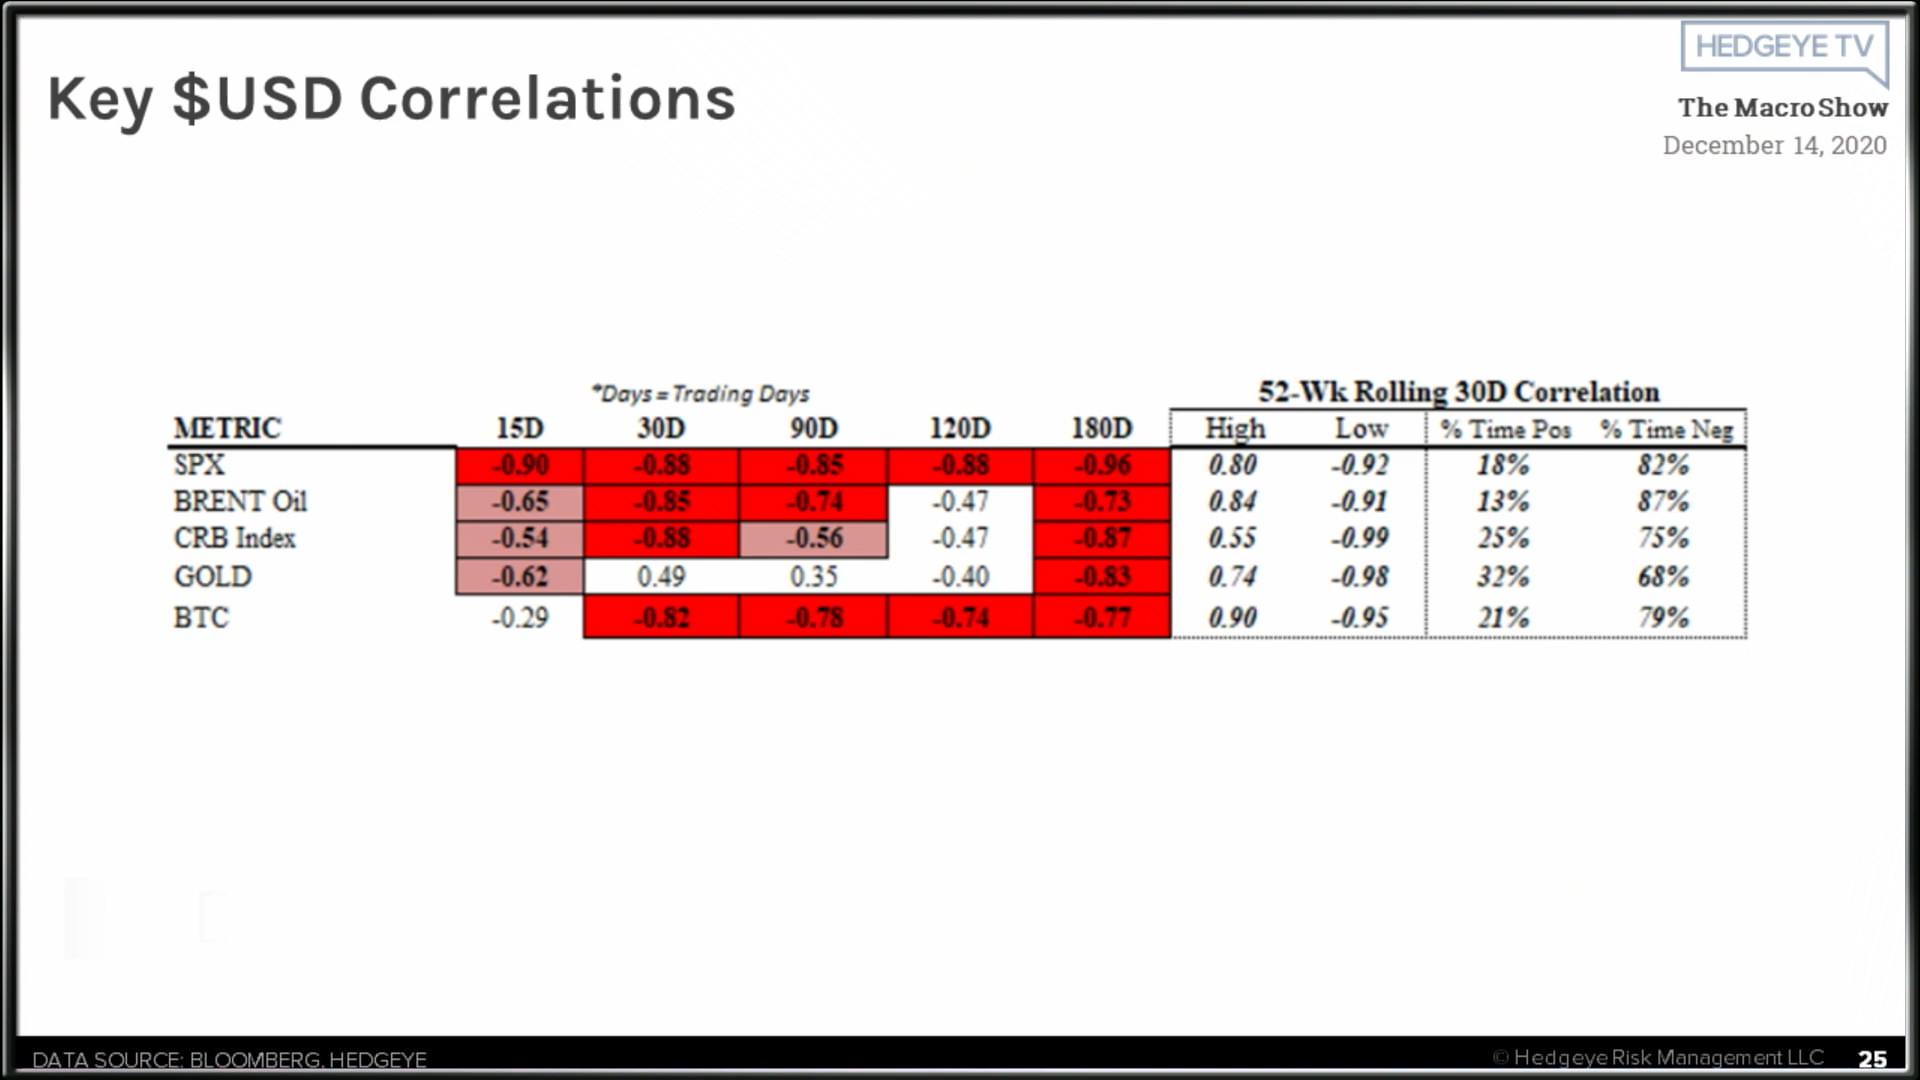 HEDGEYE TV
Key $USD Correlations
The Macro Show
December 14, 2020
*Days = Trading Days 52-Wk Rolling 30D Correlation
METRIC 15D 30D 90D 120D 180D High Low % Time Pos % Time Neg
SPX -0.90 -0.88 -0.85 -0.88 -0.96 0.80 -0.92 18% 82%
BRENT Oil -0.65 -0.85 -0.74 -0.47 -0.73 0.84 -0.91 13% 87%
CRB Index -0.54 -0.88 -0.56 -0.47 -0.87 0.55 -0.99 25% 75%
GOLD -0.62 0.49 0.35 -0.40 -0.83 0.74 -0.98 32% 68%
BTC -0.29 -0.82 -0.78 -0.74 -0.77 0.90 -0.95 21% 79%
DATA SOURCE: BLOOMBERG, HEDGEYE © Hedgeye Risk Management LLC 25